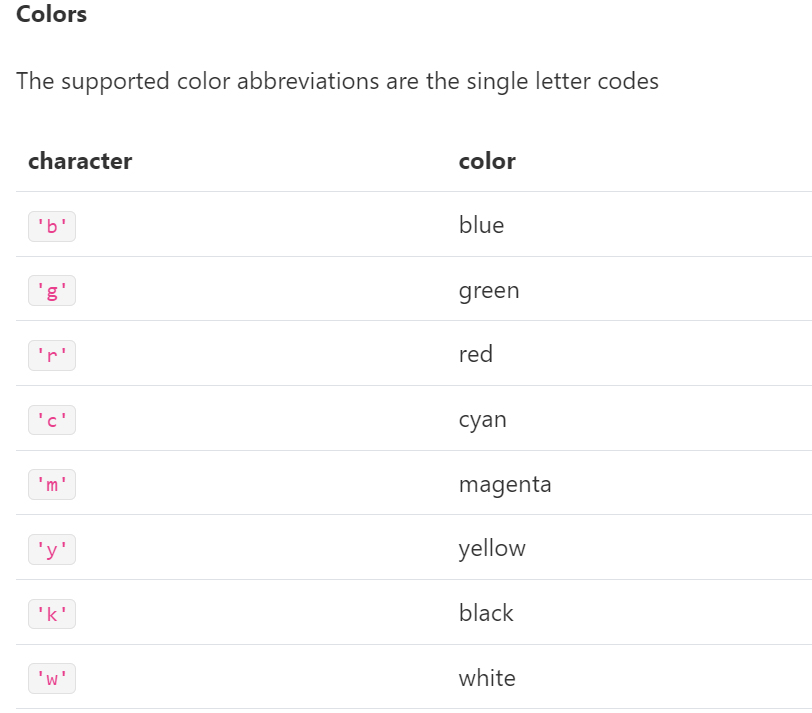 Colors
The supported color abbreviations are the single letter codes
character color
'b' blue
'g' green
'r' red
'c' cyan
'm' magenta
'y' yellow
'k' black
'w' white